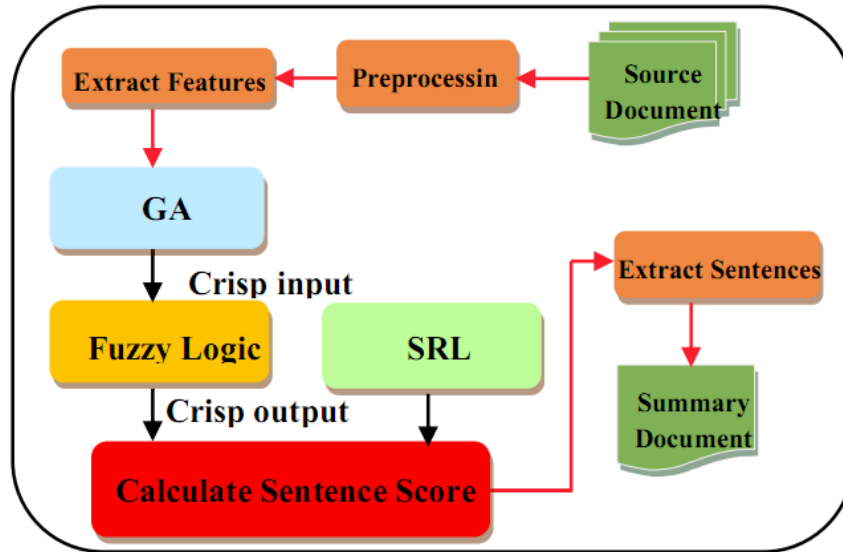 Source
Document
Preprocessin
Extract Features
GA
Crisp input
Fuzzy Logic
SRL
Crisp output
Calculate Sentence Score
Extract Sentences
Summary
Document